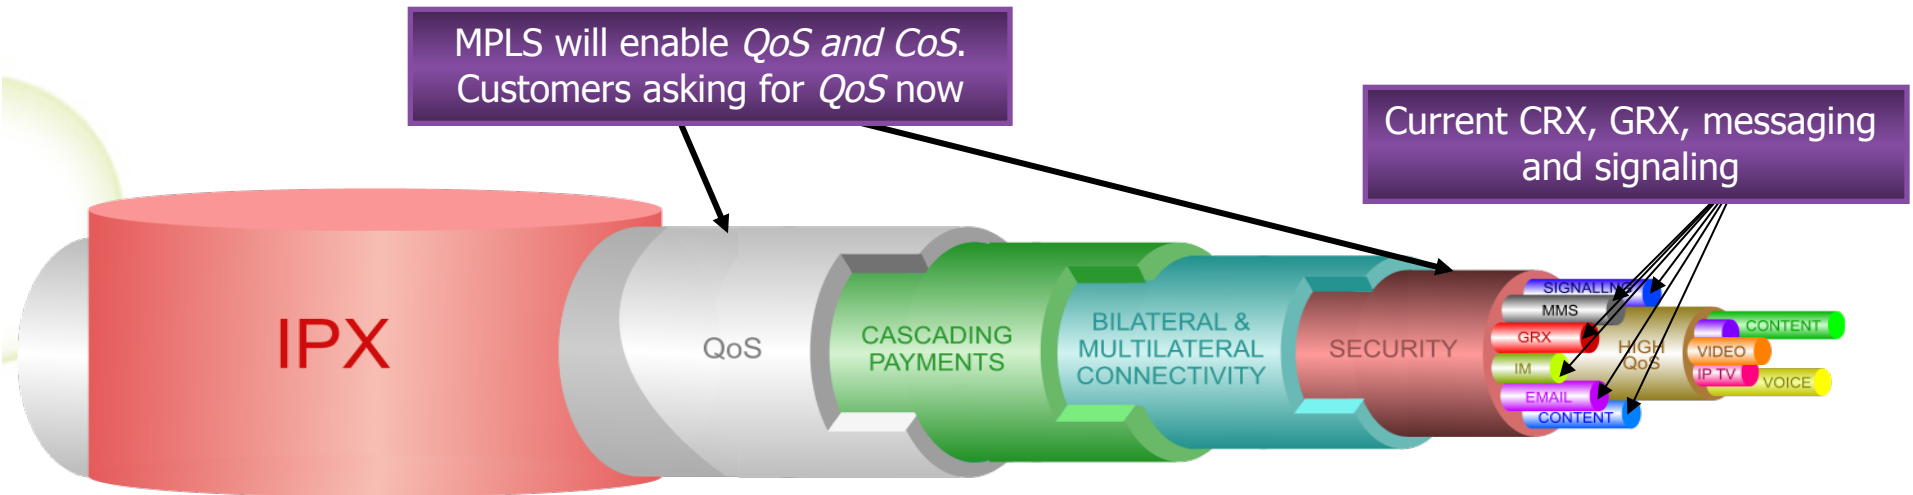 MPLS will enable QoS and CoS.
Customers asking for QoS now
Current CRX, GRX, messaging
and signaling
IPX
QoS
CASCADING
PAYMENTS
BILATERAL &
MULTILATERAL
CONNECTIVITY
SECURITY
SIGNALLNG
MMS
GRX
IM
EMAIL
CONTENT
HIGH
QoS
CONTENT
VIDEO
IP TV
VOICE